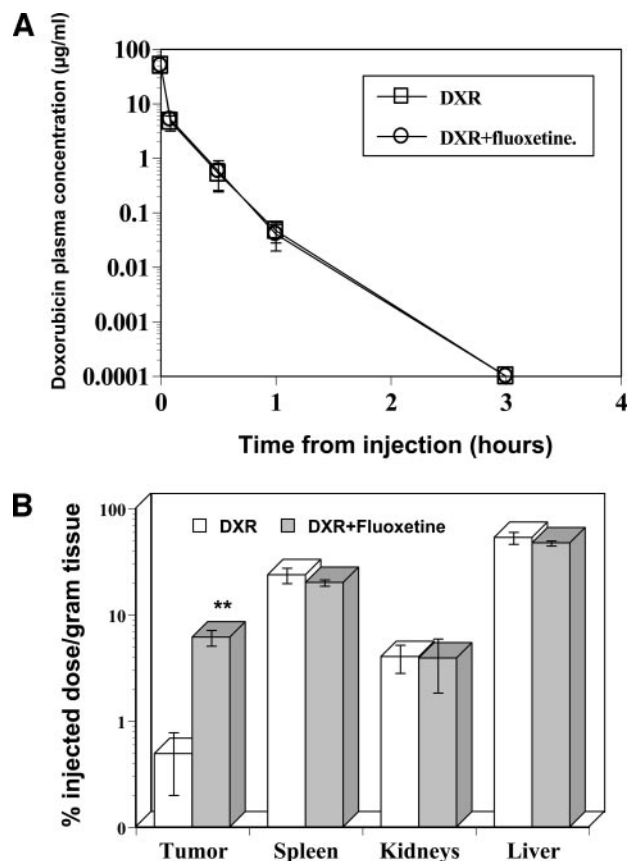 A
Doxorubicin plasma concentration (μg/ml)
100
10
1
0.1
0.01
0.001
0.0001
DXR
DXR+fluoxetine.
0 1 2 3 4
Time from injection (hours)
B
% injected dose/gram tissue
100
10
1
0
DXR DXR+Fluoxetine
**
Tumor Spleen Kidneys Liver